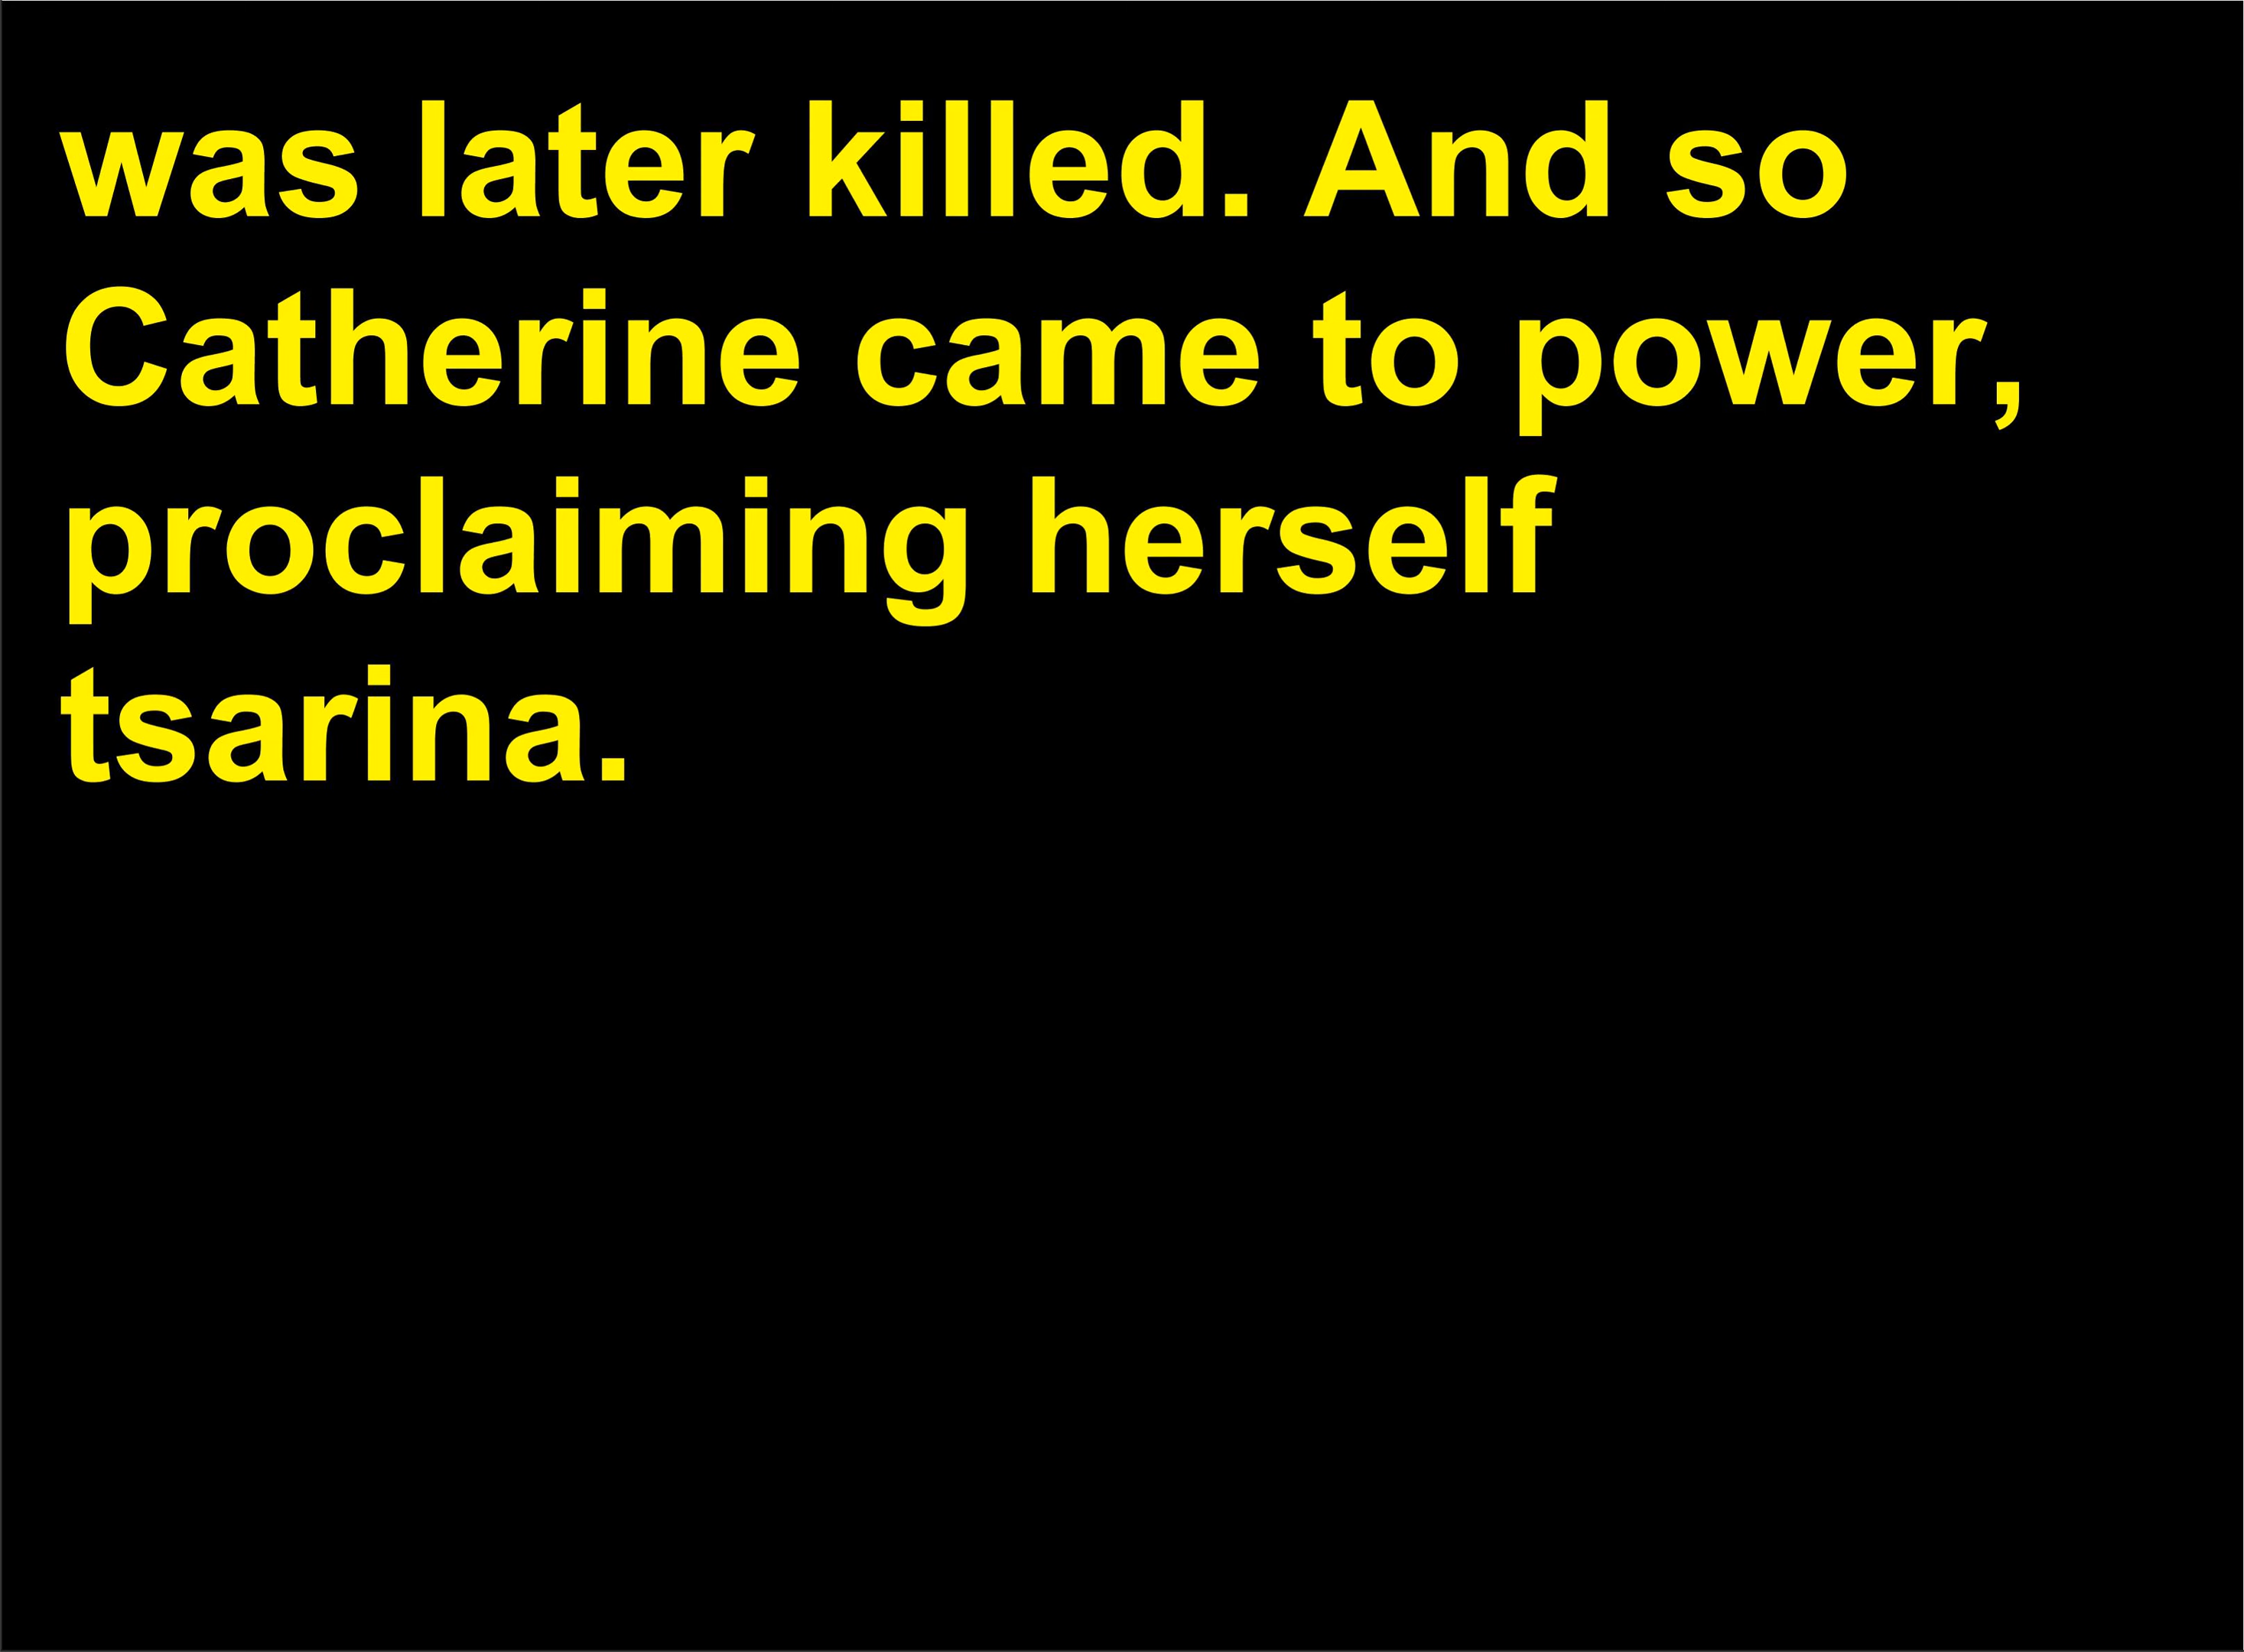 was later killed. And so
Catherine came to power,
proclaiming herself
tsarina.